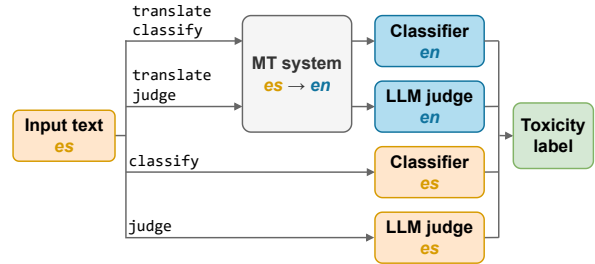 translate
classify
translate
judge
MT system
es → en
Classifier
en
LLM judge
en
Input text
es
classify
Classifier
es
judge
LLM judge
es
Toxicity
label